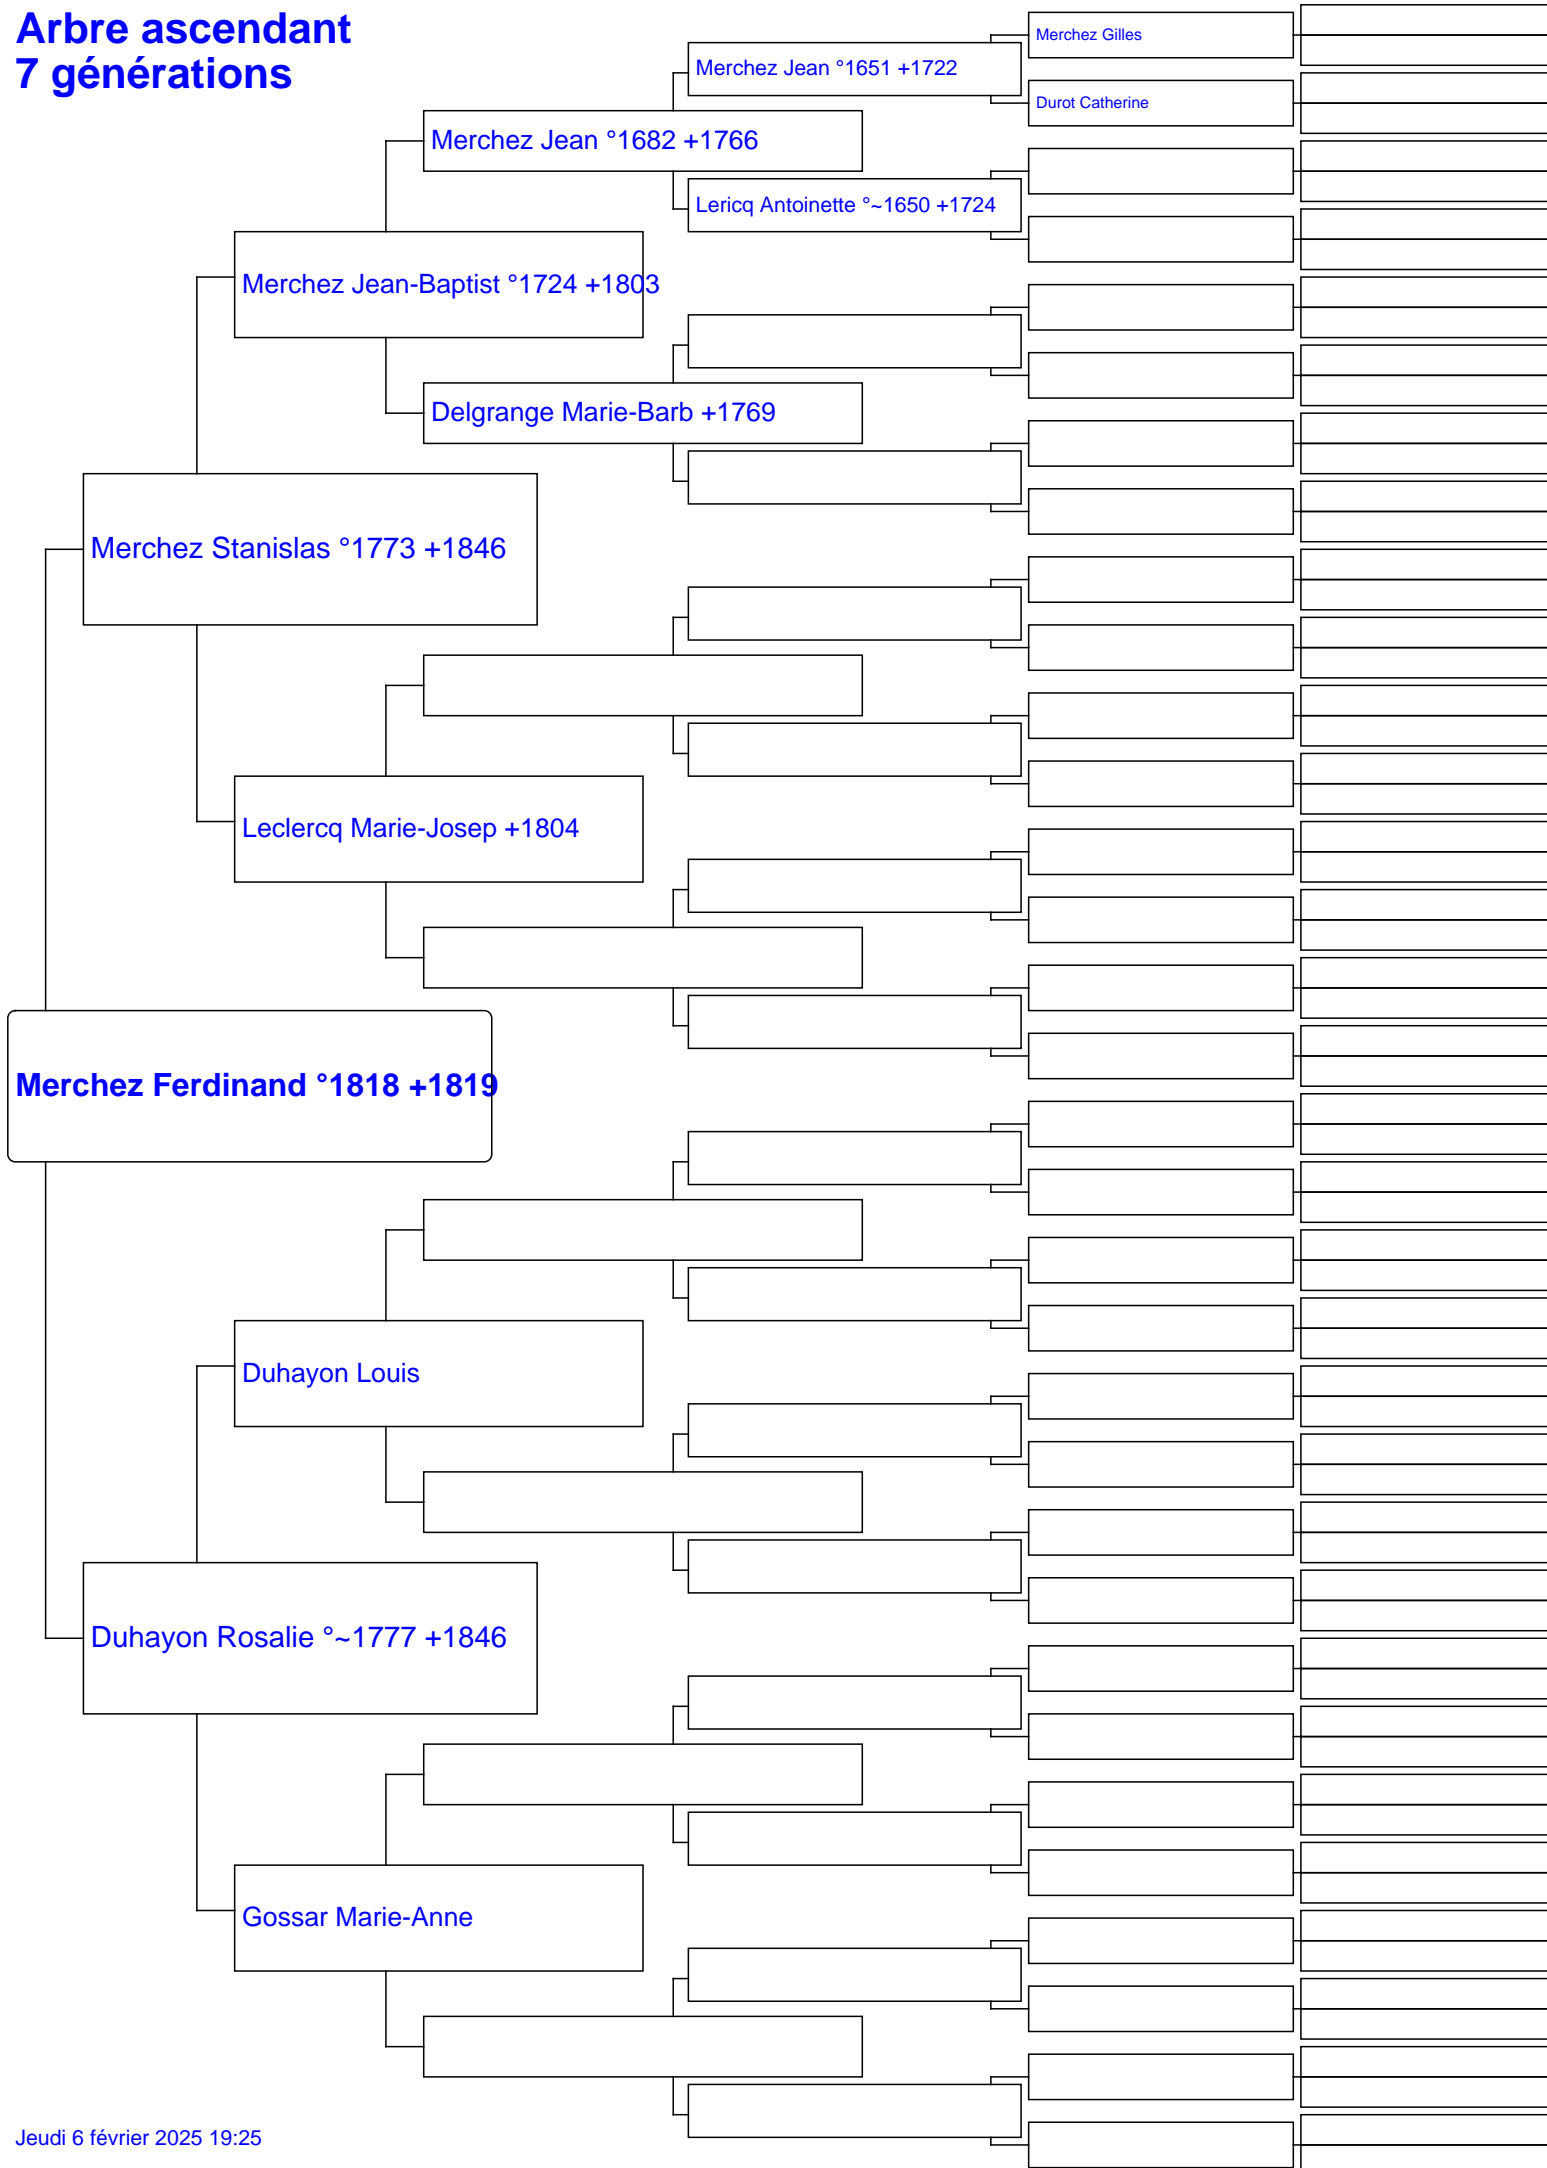 Arbre ascendant
7 générations
Merchez Gilles
Merchez Jean °1651 +1722
Durot Catherine
Merchez Jean °1682 +1766
Lericq Antoinette °~1650 +1724
Merchez Jean-Baptist °1724 +1803
Delgrange Marie-Barb +1769
Merchez Stanislas °1773 +1846
Leclercq Marie-Josep +1804
Merchez Ferdinand °1818 +1819
Duhayon Louis
Duhayon Rosalie °~1777 +1846
Gossar Marie-Anne
Jeudi 6 février 2025 19:25